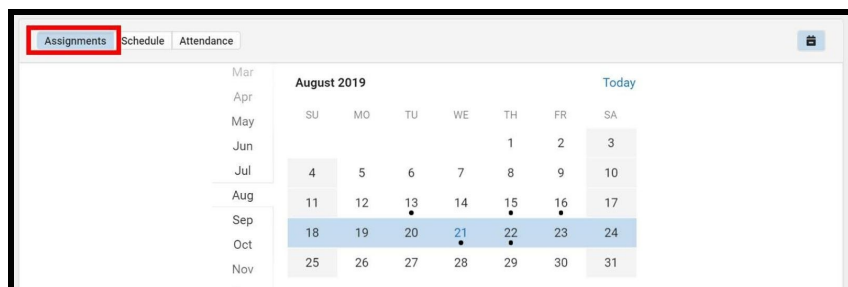 Assignments Schedule Attendance
Mar
Apr
May
Jun
Jul
Aug
Sep
Oct
Nov
August 2019 Today
SU MO TU WE TH FR SA
1 2 3
4 5 6 7 8 9 10
11 12 13 14 15 16 17
18 19 20 21 22 23 24
25 26 27 28 29 30 31